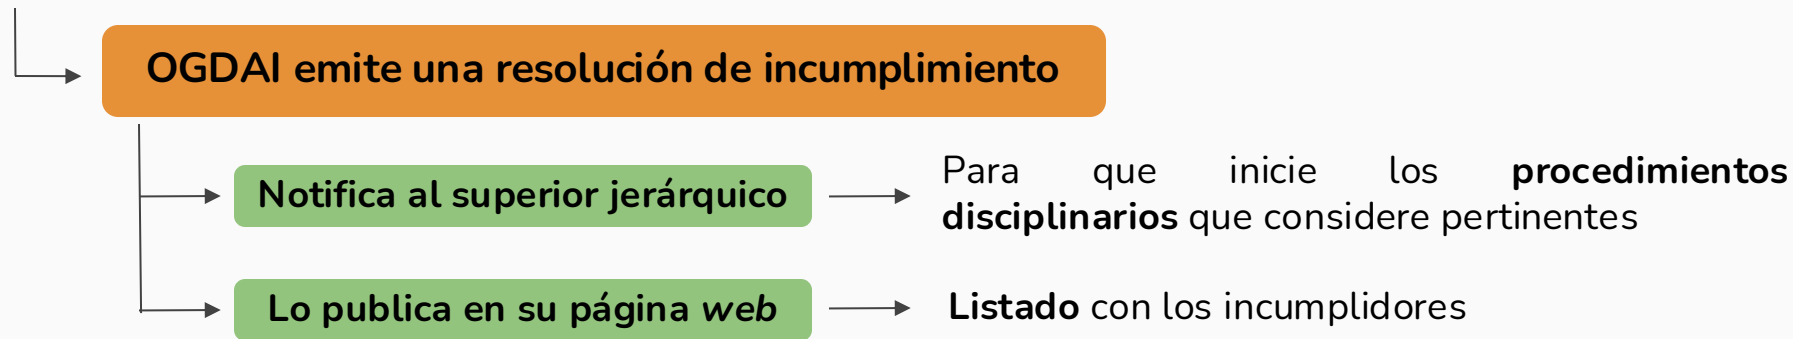 OGDAI emite una resolución de incumplimiento
Notifica al superior jerárquico
Para que inicie los procedimientos
disciplinarios que considere pertinentes
Lo publica en su página web
Listado con los incumplidores